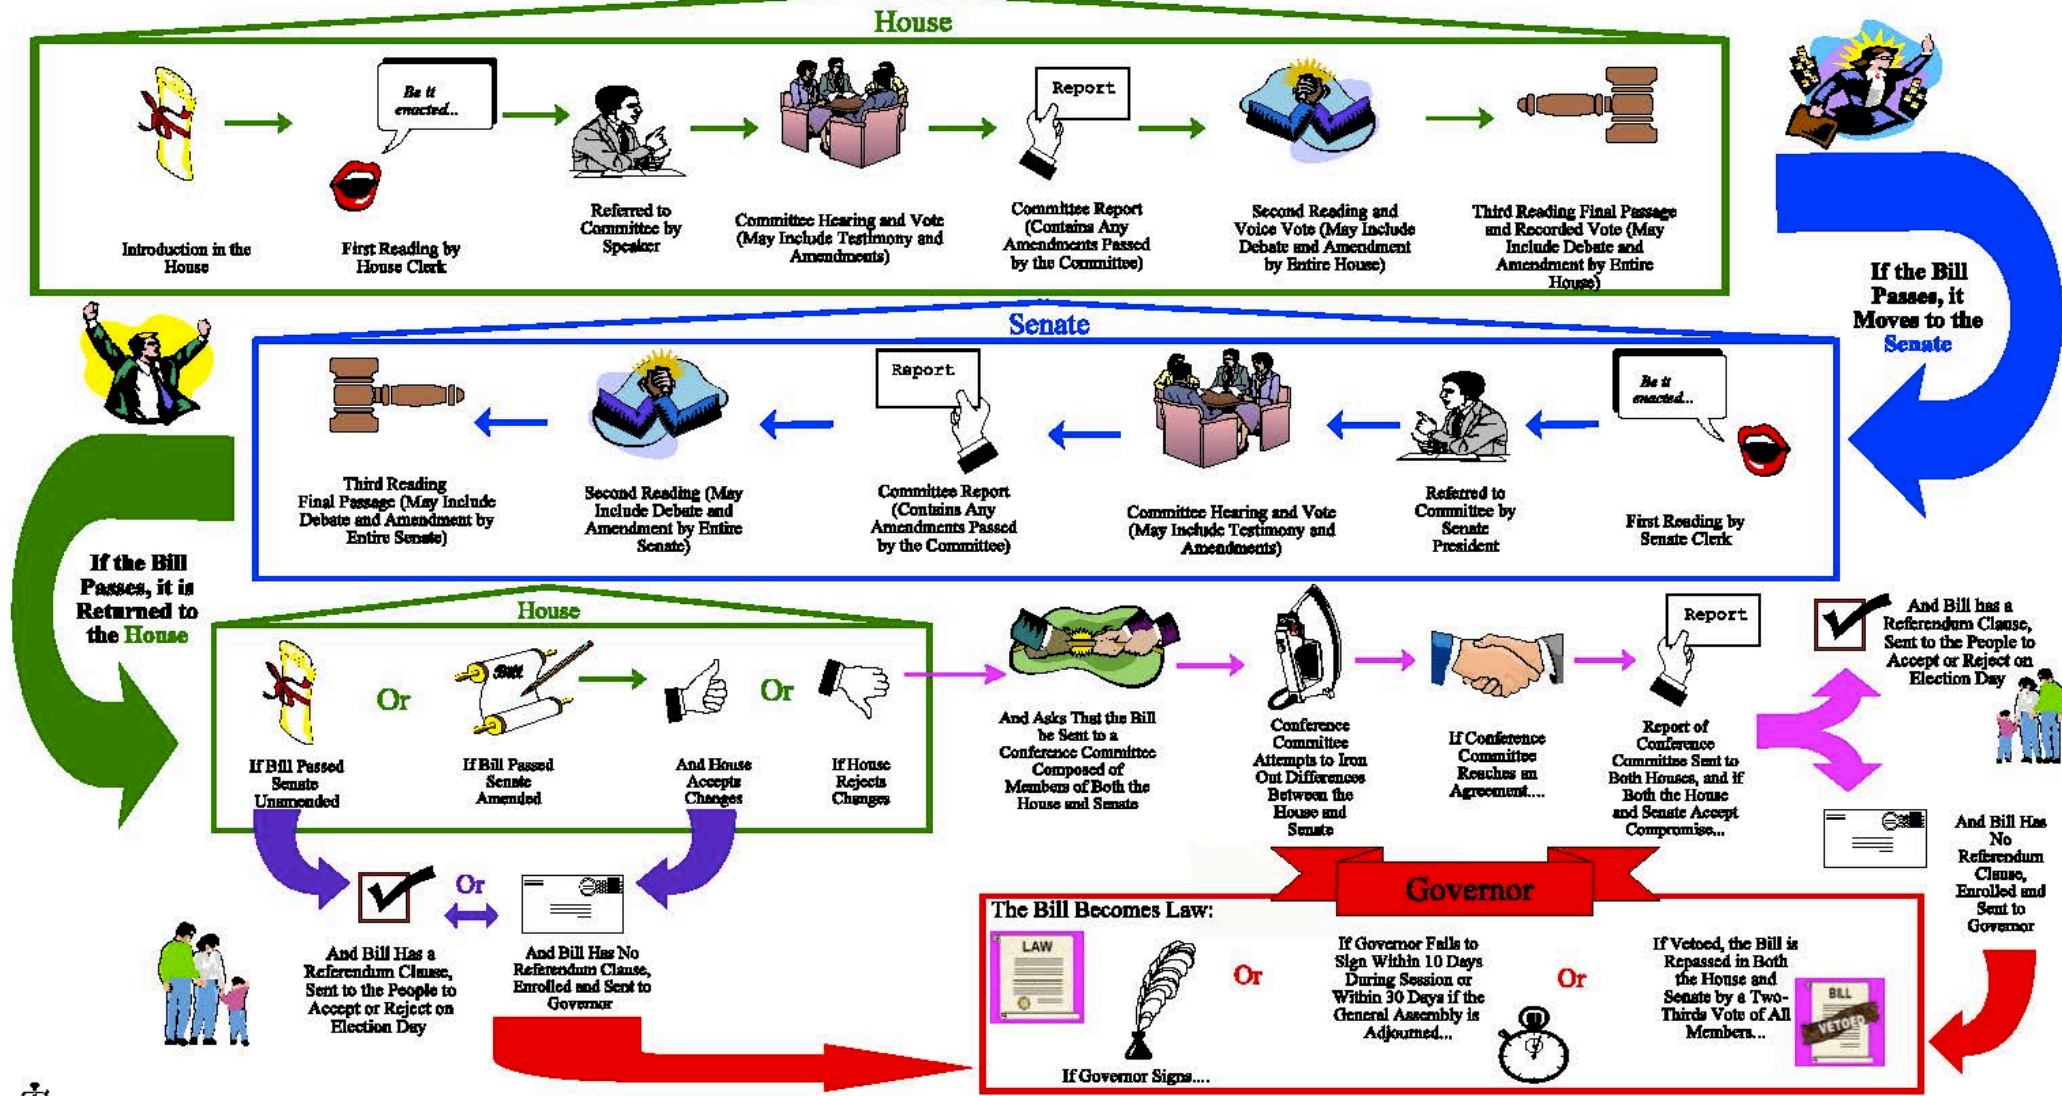 House
Be it
enacted...
Report
Introduction in the
House
First Reading by
House Clerk
Referred to
Committee by
Speaker
Committee Hearing and Vote
(May Include Testimony and
Amendments)
Committee Report
(Contains Any
Amendments Passed
by the Committee)
Second Reading and
Voice Vote (May Include
Debate and Amendment
by Entire House)
Third Reading Final Passage
and Recorded Vote (May
Include Debate and
Amendment by Entire
House)
If the Bill
Passes, it
Moves to the
Senate
Senate
Report
Be it
enacted...
Third Reading
Final Passage (May Include
Debate and Amendment by
Entire Senate)
Second Reading (May
Include Debate and
Amendment by Entire
Senate)
Committee Report
(Contains Any
Amendments Passed
by the Committee)
Committee Hearing and Vote
(May Include Testimony and
Amendments)
Referred to
Committee by
Senate
President
First Reading by
Senate Clerk
If the Bill
Passes, it is
Returned to
the House
House
Or
Bill
Or
If Bill Passed
Senate
Unamended
If Bill Passed
Senate
Amended
And House
Accepts
Changes
If House
Rejects
Changes
And Asks That the Bill
be Sent to a
Conference Committee
Composed of
Members of Both the
House and Senate
Conference
Committee
Attempts to Iron
Out Differences
Between the
House and
Senate
If Conference
Committee
Reaches an
Agreement....
Report
Report of
Conference
Committee Sent to
Both Houses, and if
Both the House
and Senate Accept
Compromise...
And Bill has a
Referendum Clause,
Sent to the People to
Accept or Reject on
Election Day
And Bill Has
No
Referendum
Clause,
Enrolled and
Sent to
Governor
Or
And Bill Has a
Referendum Clause,
Sent to the People to
Accept or Reject on
Election Day
And Bill Has No
Referendum Clause,
Enrolled and Sent to
Governor
Governor
The Bill Becomes Law:
LAW
If Governor Signs....
Or
If Governor Fails to
Sign Within 10 Days
During Session or
Within 30 Days if the
General Assembly is
Adjourned...
Or
If Vetoed, the Bill is
Repassed in Both
the House and
Senate by a Two-
Thirds Vote of All
Members...
BILL
VETOED